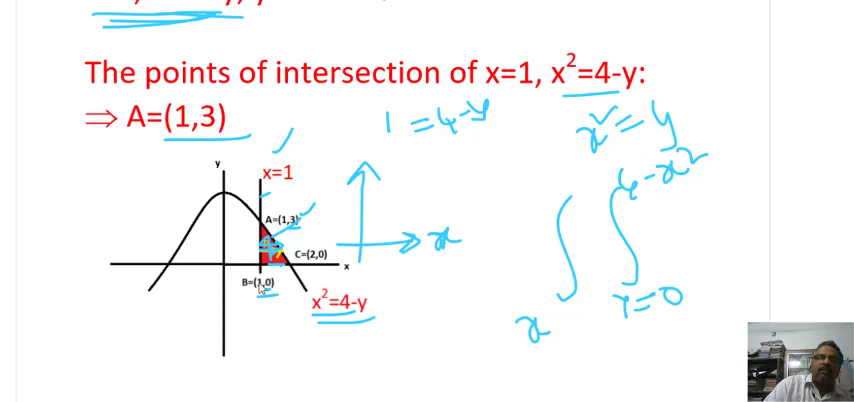 The points of intersection of x=1, x²=4-y:
⇒ A=(1,3)
1 = 4-y
x² = y
y
x=1
A=(1,3)
C=(2,0)
x
B=(1,0)
x²=4-y
x
4-x²
∫ ∫
y=0
x